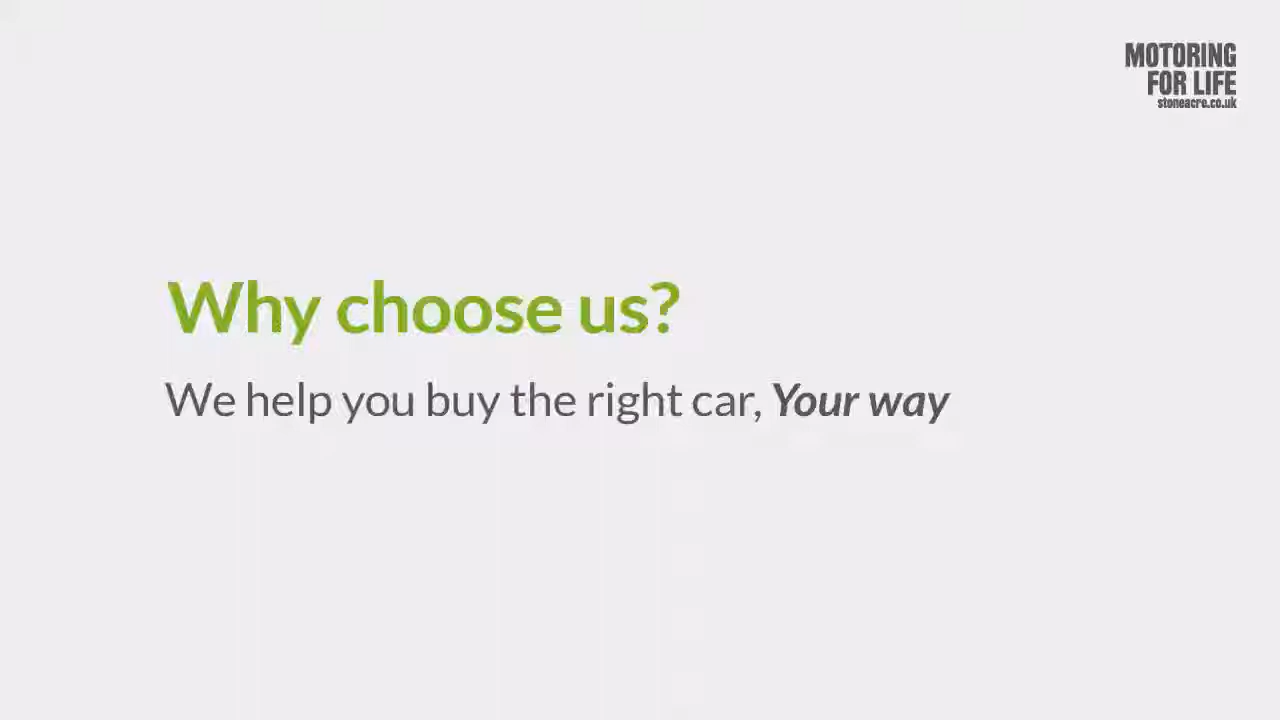 MOTORING
FOR LIFE
stoneacre.co.uk
Why choose us?
We help you buy the right car, Your way